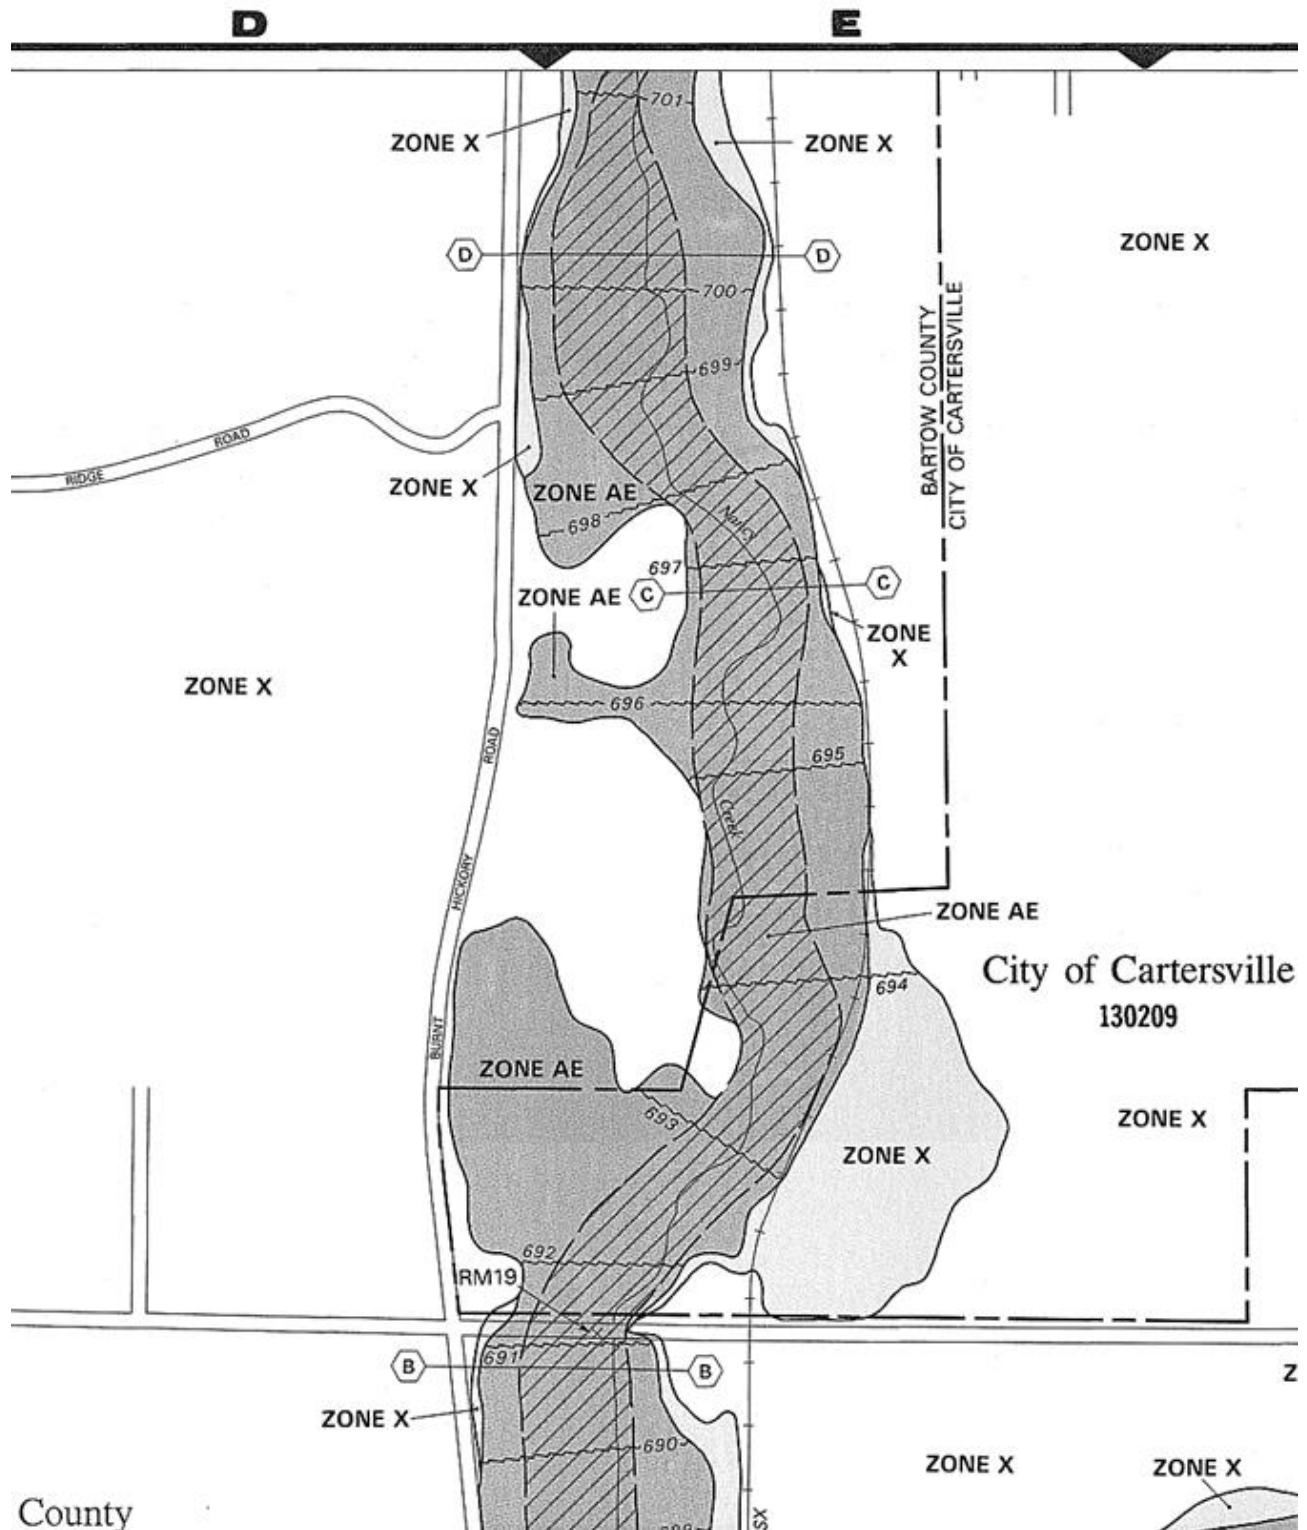 D
E
701
ZONE X
ZONE X
ZONE X
D
D
700
BARTOW COUNTY
CITY OF CARTERSVILLE
699
ROAD
RIDGE
ZONE X
ZONE AE
698
Nancy
697
C
C
ZONE AE
ZONE
X
ZONE X
696
ROAD
695
Creek
HICKORY
ZONE AE
City of Cartersville
694
130209
BURNT
ZONE AE
693
ZONE X
ZONE X
692
RM19
691
B
B
ZONE X
690
ZONE X
ZONE X
County